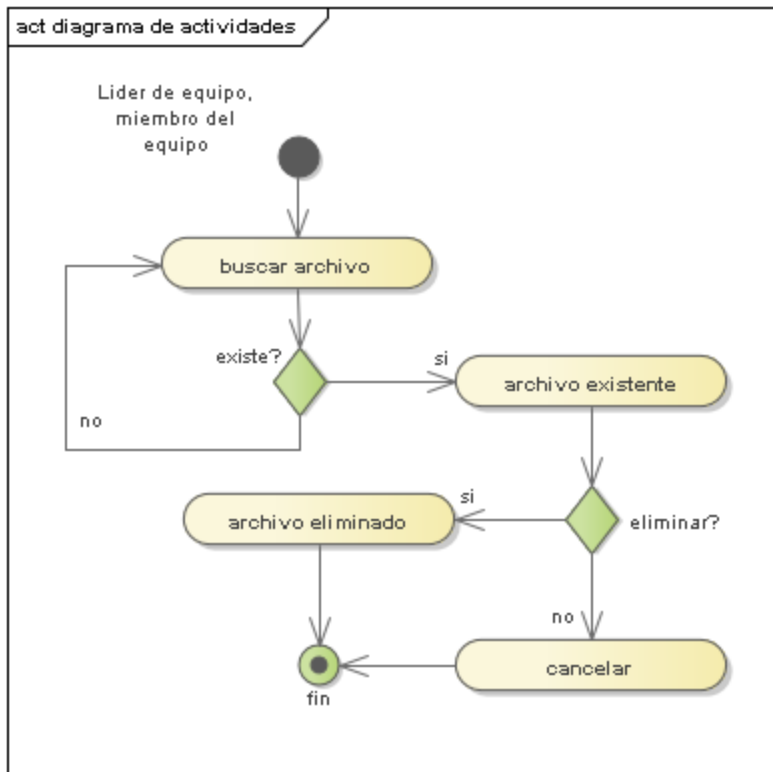 act diagrama de actividades
Lider de equipo,
miembro del
equipo
buscar archivo
existe?
si
archivo existente
no
si
archivo eliminado
eliminar?
no
cancelar
fin